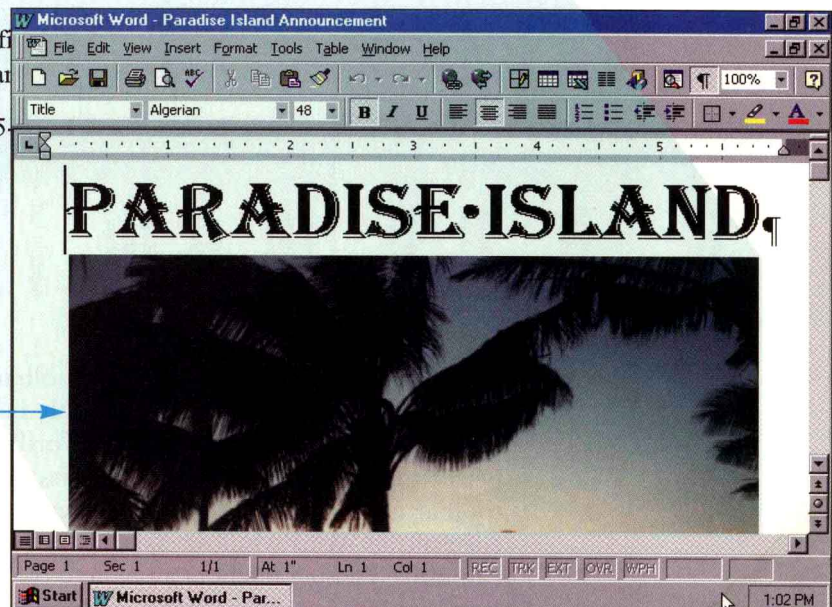 Microsoft Word - Paradise Island Announcement
File Edit View Insert Format Tools Table Window Help
100%
Title Algerian 48 B I U A
1 2 3 4 5
PARADISE·ISLAND¶
Page 1 Sec 1 1/1 At 1" Ln 1 Col 1 REC TRK EXT OVR WPH
Start Microsoft Word - Par... 1:02 PM